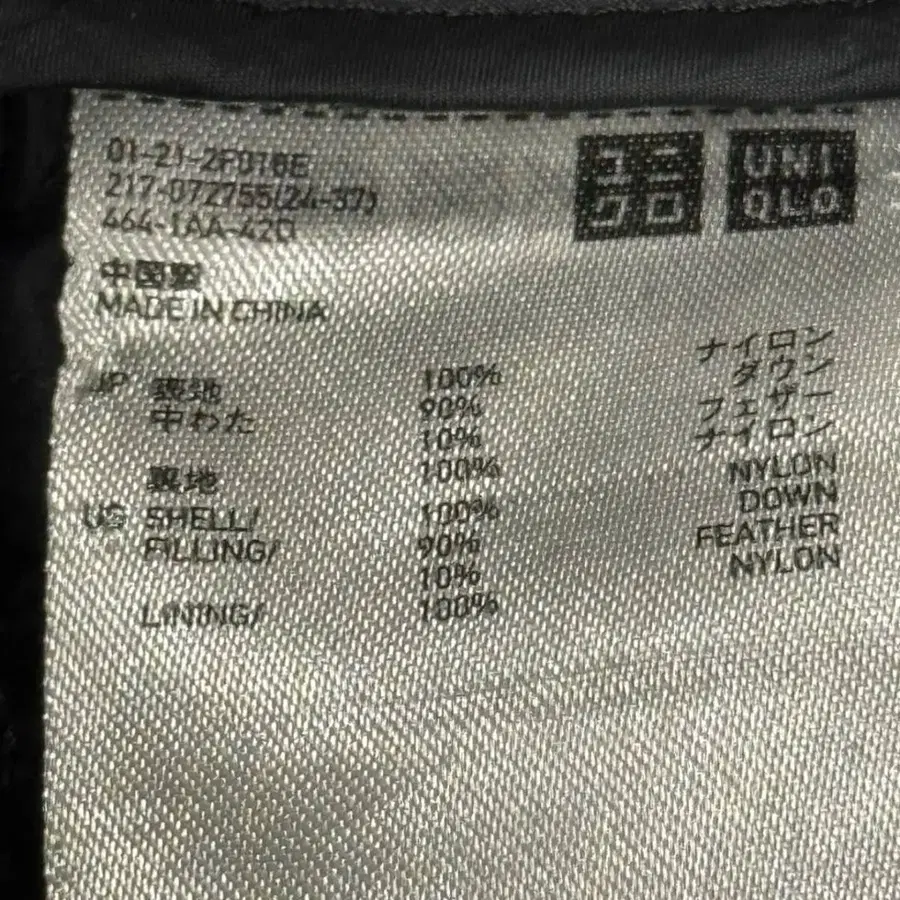 01-21-2F076E
217-072755(24-37)
464-1AA-420
ユニクロ
UNIQLO
中国製
MADE IN CHINA
JP 表地 100% ナイロン
中わた 90% ダウン
10% フェザー
裏地 100% ナイロン
US SHELL/ 100% NYLON
FILLING/ 90% DOWN
10% FEATHER
LINING/ 100% NYLON